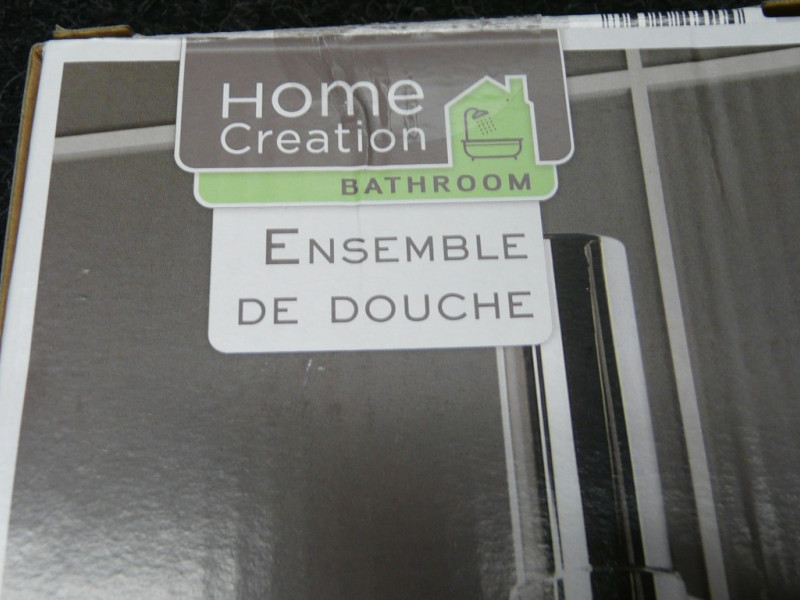 Home
Creation
BATHROOM
ENSEMBLE
DE DOUCHE